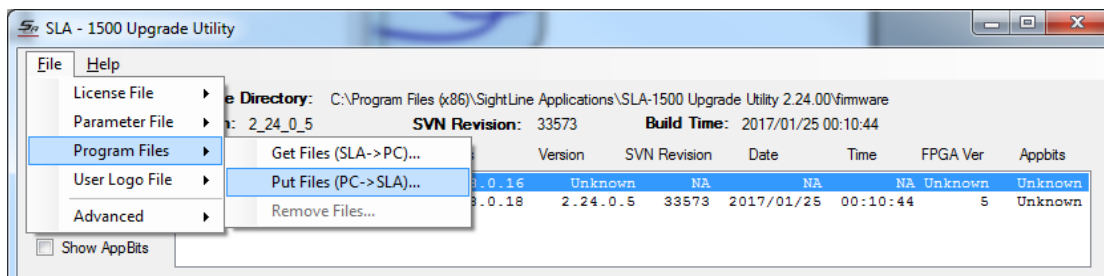 SLA - 1500 Upgrade Utility
File Help
License File
Parameter File
Program Files
User Logo File
Advanced
Get Files (SLA->PC)...
Put Files (PC->SLA)...
Remove Files...
Directory: C:\Program Files (x86)\SightLine Applications\SLA-1500 Upgrade Utility 2.24.00\firmware
2_24_0_5 SVN Revision: 33573 Build Time: 2017/01/25 00:10:44
Version SVN Revision Date Time FPGA Ver Appbits
.0.16 Unknown NA NA NA Unknown Unknown
.0.18 2.24.0.5 33573 2017/01/25 00:10:44 5 Unknown
Show AppBits